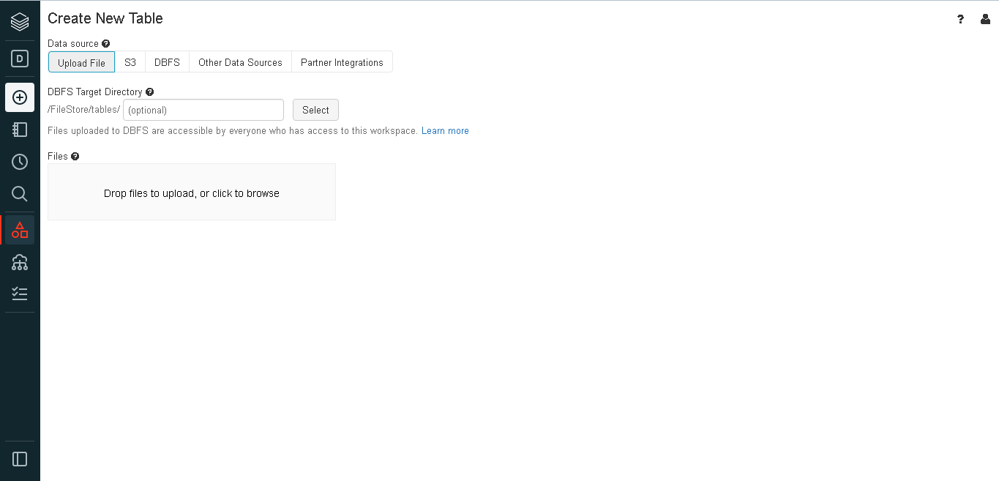 Create New Table
?
Data source ?
Upload File S3 DBFS Other Data Sources Partner Integrations
D
DBFS Target Directory ?
/FileStore/tables/ (optional) Select
Files uploaded to DBFS are accessible by everyone who has access to this workspace. Learn more
Files ?
Drop files to upload, or click to browse